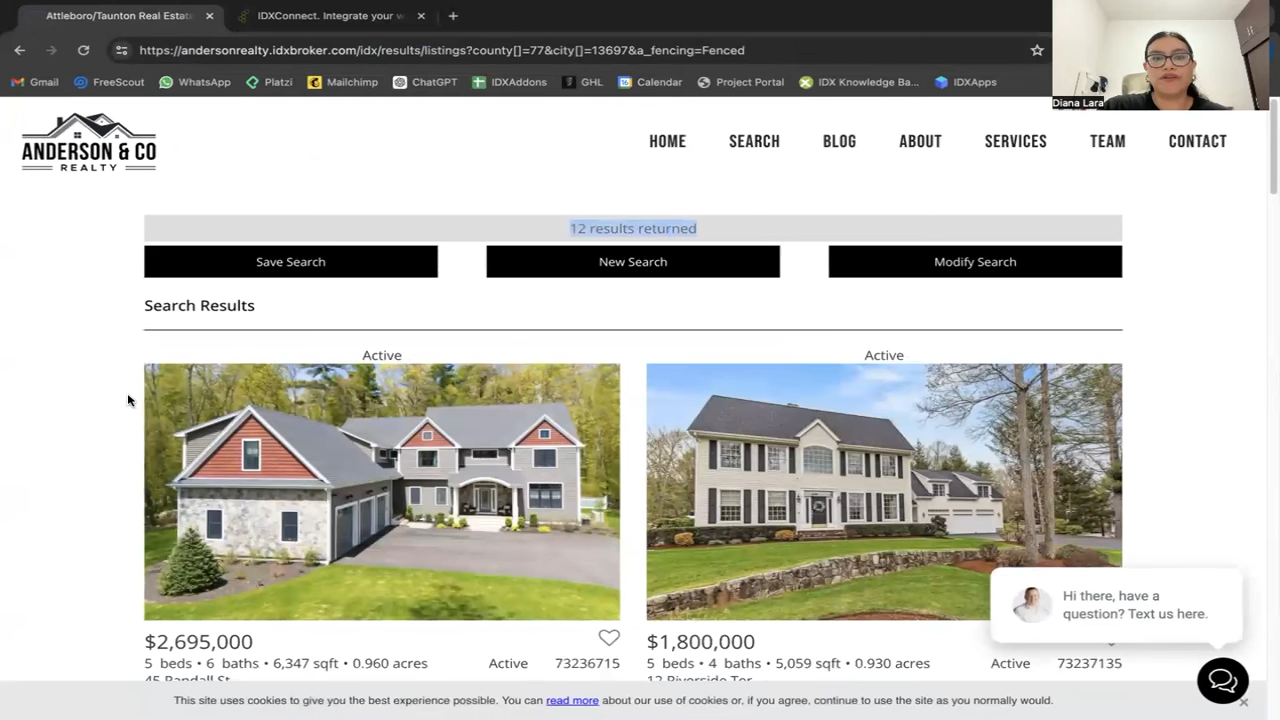 Attleboro/Taunton Real Estat
IDXConnect. Integrate your w
https://andersonrealty.idxbroker.com/idx/results/listings?county[]=77&city[]=13697&a_fencing=Fenced
Gmail
FreeScout
WhatsApp
Platzi
Mailchimp
ChatGPT
IDXAddons
GHL
Calendar
Project Portal
IDX Knowledge Ba...
IDXApps
Diana Lara
ANDERSON & CO
REALTY
HOME
SEARCH
BLOG
ABOUT
SERVICES
TEAM
CONTACT
12 results returned
Save Search
New Search
Modify Search
Search Results
Active
Active
$2,695,000
5 beds • 6 baths • 6,347 sqft • 0.960 acres
Active
73236715
45 Randall St
$1,800,000
5 beds • 4 baths • 5,059 sqft • 0.930 acres
Active
73237135
12 Riverside Ter
Hi there, have a
question? Text us here.
This site uses cookies to give you the best experience possible. You can read more about our use of cookies or, if you agree, continue to use the site as you normally would.